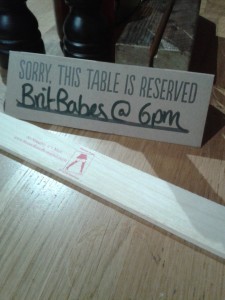 SORRY, THIS TABLE IS RESERVED
BritBabes @ 6pm